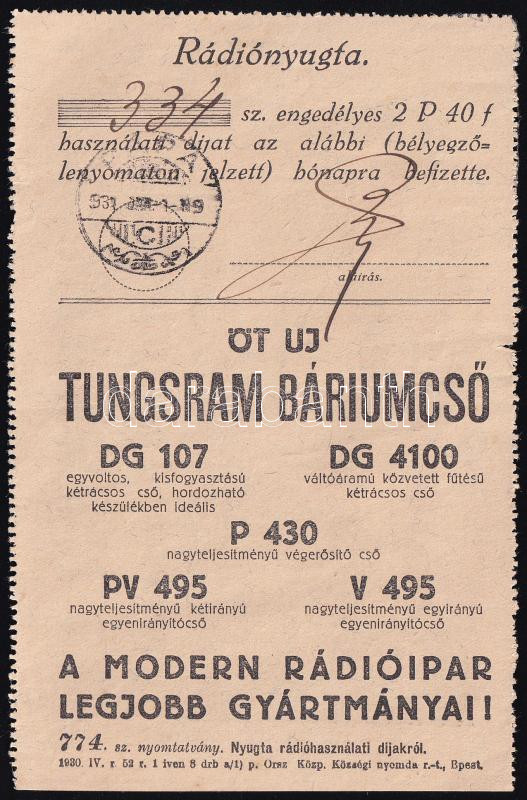 Rádiónyugta.
334 sz. engedélyes 2 P 40 f
használati díjat az alábbi (bélyegző=
lenyomaton jelzett) hónapra befizette.
931
C
aláírás.
ÖT UJ
TUNGSRAM BÁRIUMCSŐ
DG 107
egyvoltos, kisfogyasztású
kétrácsos cső, hordozható
készülékben ideális
DG 4100
váltóáramú közvetett fűtésű
kétrácsos cső
P 430
nagyteljesítményű végerősítő cső
PV 495
nagyteljesítményű kétirányú
egyenirányítócső
V 495
nagyteljesítményű egyirányú
egyenirányítócső
A MODERN RÁDIÓIPAR
LEGJOBB GYÁRTMÁNYAI!
774. sz. nyomtatvány. Nyugta rádióhasználati díjakról.
1930. IV. r. 52 r. 1 iven 8 drb a/1) p. Orsz Közp. Községi nyomda r.-t., Bpest.
darabanth